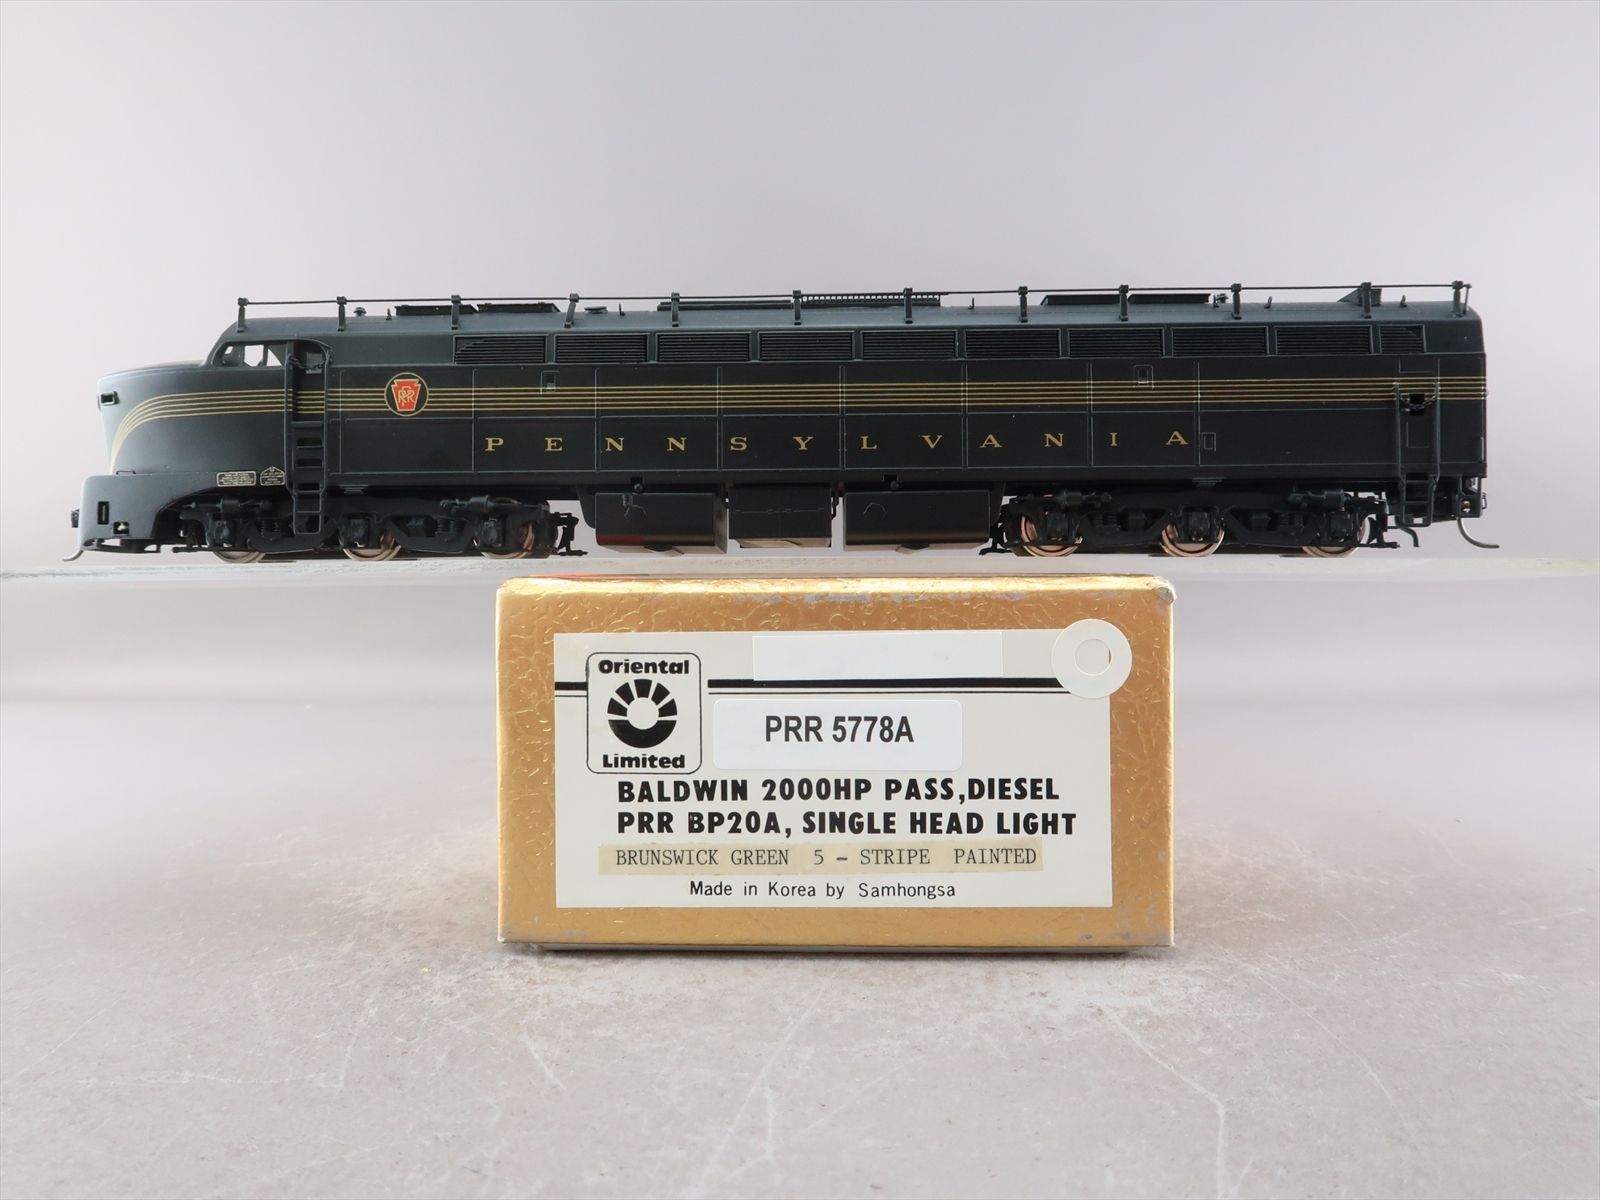 PRR
PENNSYLVANIA
Oriental
Limited
PRR 5778A
BALDWIN 2000HP PASS,DIESEL
PRR BP20A, SINGLE HEAD LIGHT
BRUNSWICK GREEN 5 - STRIPE PAINTED
Made in Korea by Samhongsa